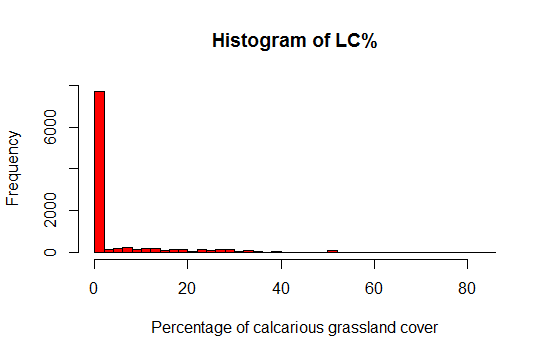 Histogram of LC%
Frequency
6000
2000
0
0 20 40 60 80
Percentage of calcarious grassland cover